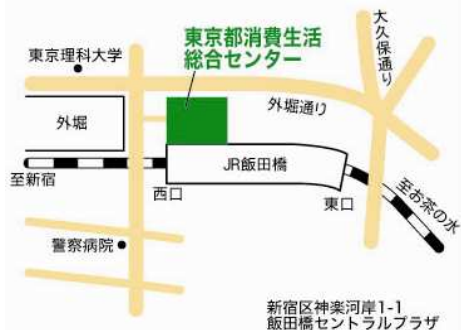 東京都消費生活
総合センター
東京理科大学
大久保通り
外堀
外堀通り
JR飯田橋
至新宿
西口
東口
至お茶の水
警察病院
新宿区神楽河岸1-1
飯田橋セントラルプラザ